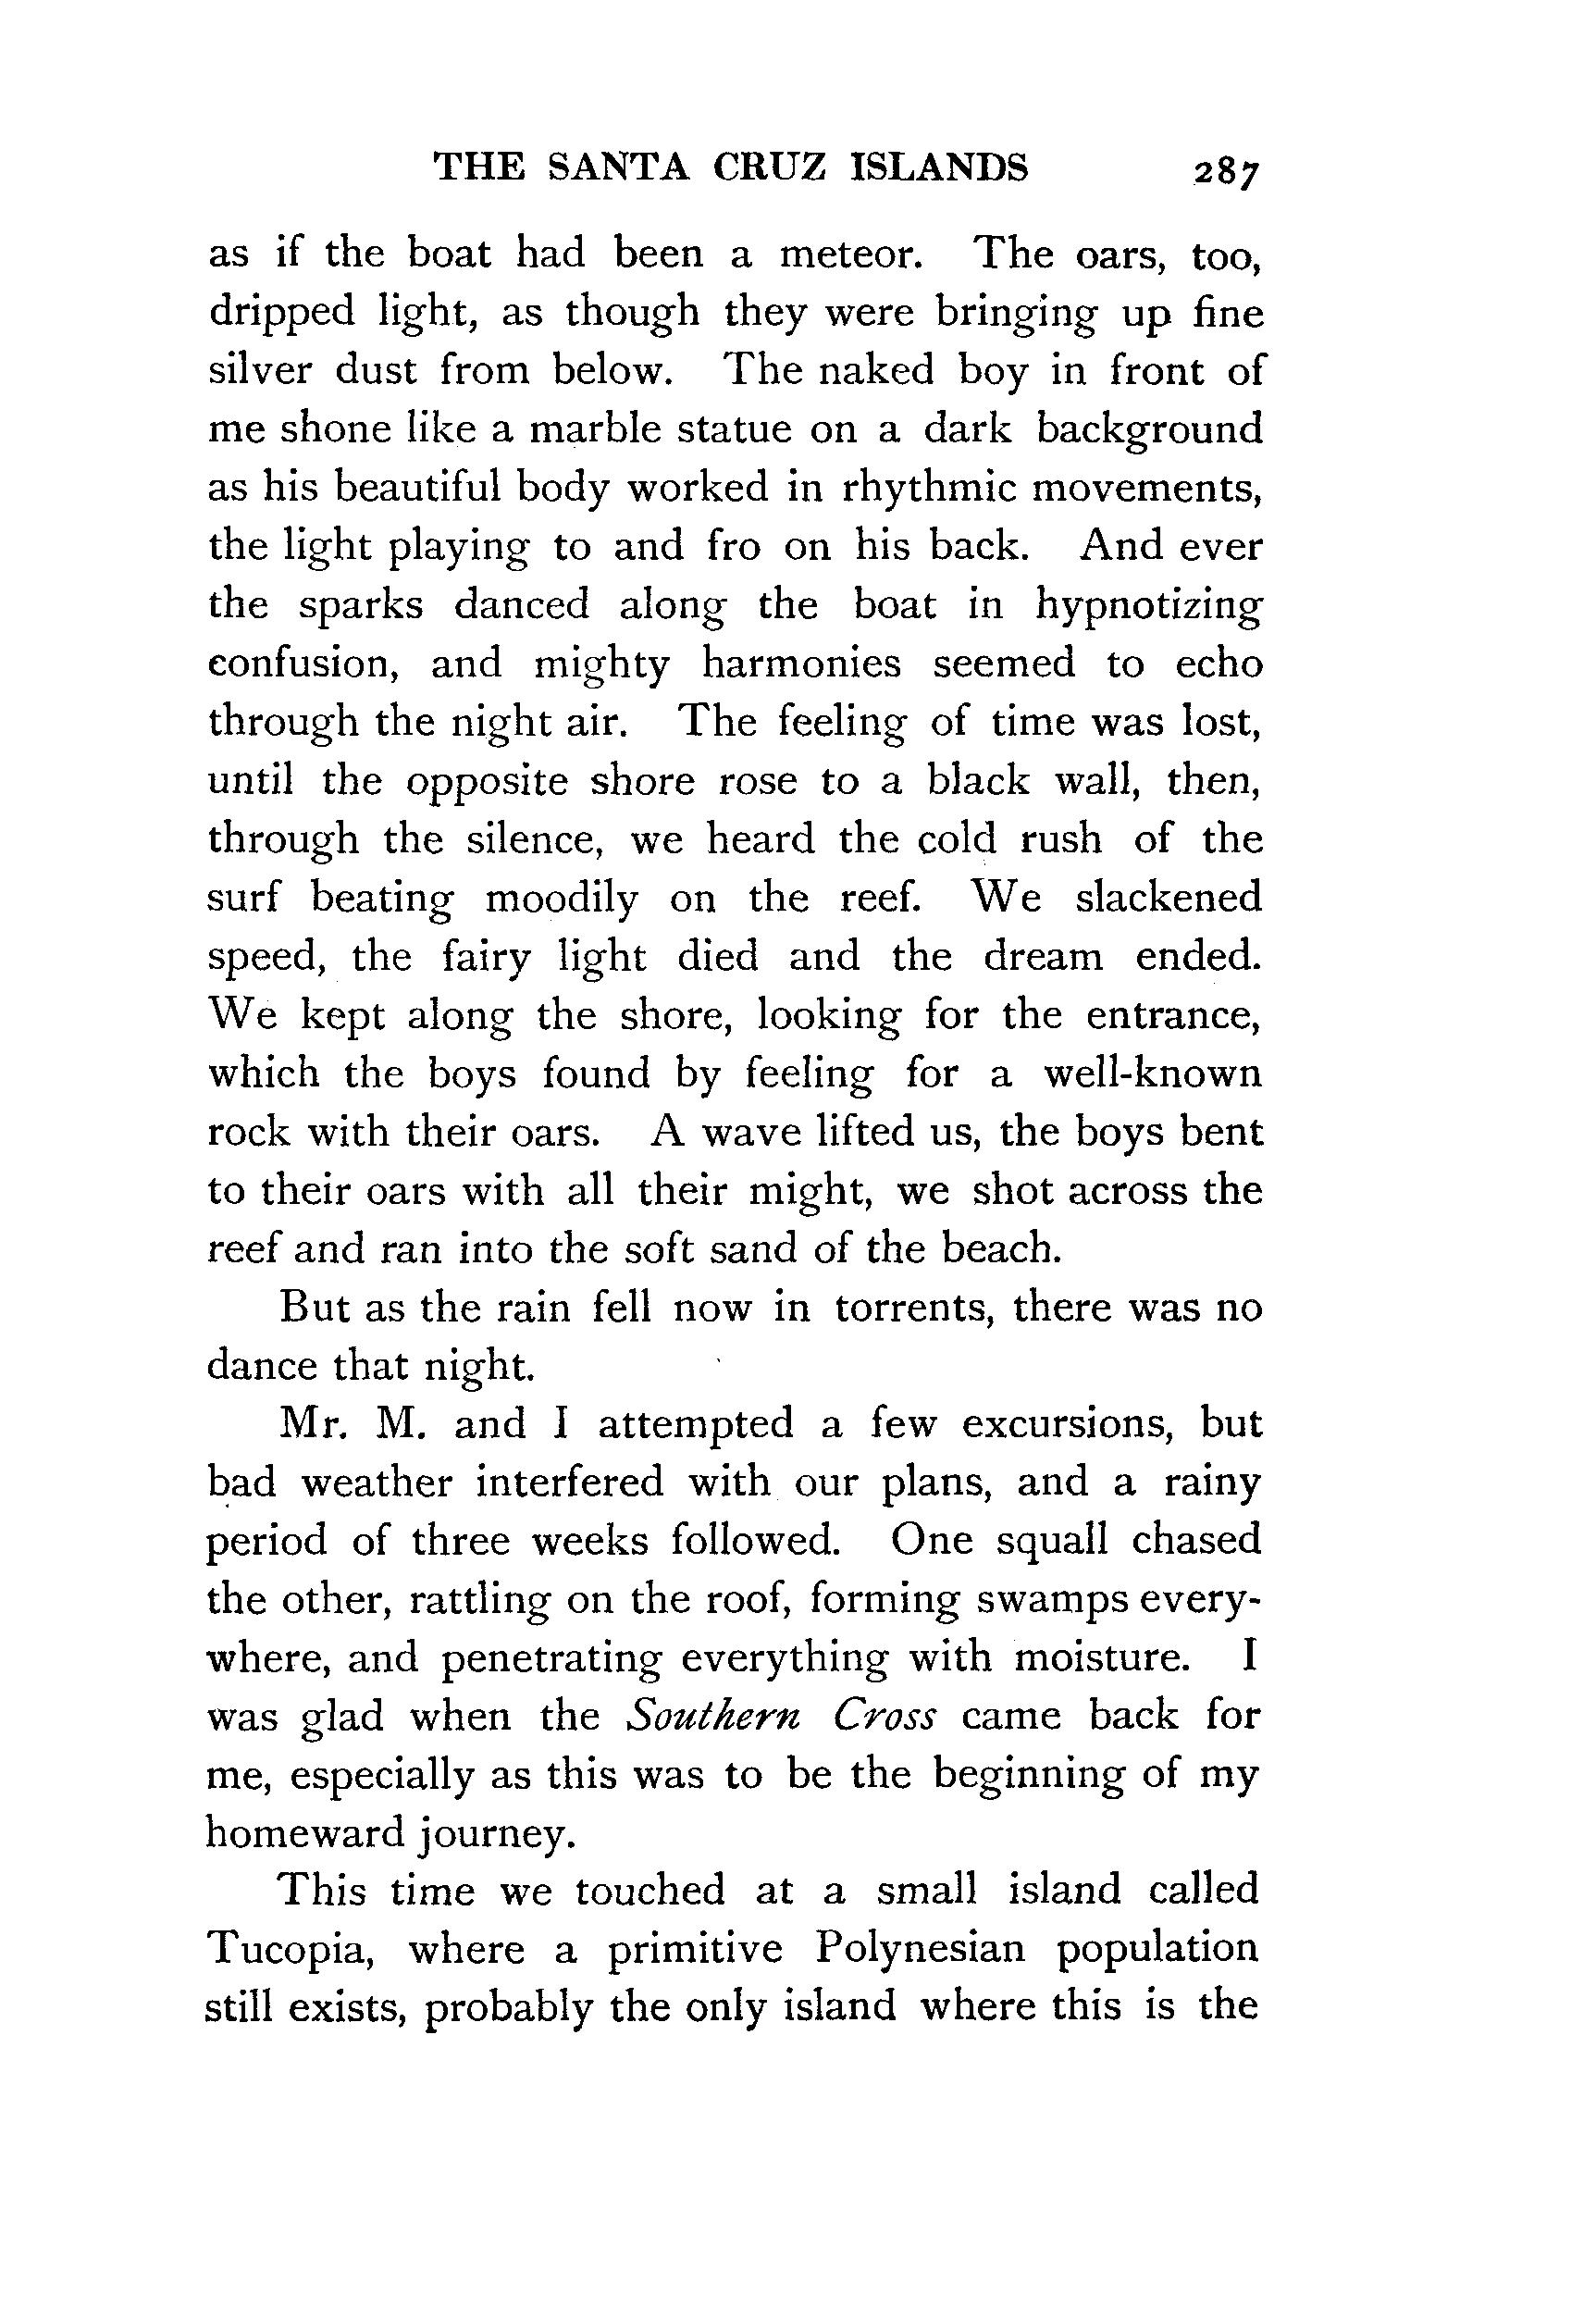 THE SANTA CRUZ ISLANDS 287
as if the boat had been a meteor. The oars, too,
dripped light, as though they were bringing up fine
silver dust from below. The naked boy in front of
me shone like a marble statue on a dark background
as his beautiful body worked in rhythmic movements,
the light playing to and fro on his back. And ever
the sparks danced along the boat in hypnotizing
confusion, and mighty harmonies seemed to echo
through the night air. The feeling of time was lost,
until the opposite shore rose to a black wall, then,
through the silence, we heard the cold rush of the
surf beating moodily on the reef. We slackened
speed, the fairy light died and the dream ended.
We kept along the shore, looking for the entrance,
which the boys found by feeling for a well-known
rock with their oars. A wave lifted us, the boys bent
to their oars with all their might, we shot across the
reef and ran into the soft sand of the beach.
But as the rain fell now in torrents, there was no
dance that night.
Mr. M. and I attempted a few excursions, but
bad weather interfered with our plans, and a rainy
period of three weeks followed. One squall chased
the other, rattling on the roof, forming swamps every-
where, and penetrating everything with moisture. I
was glad when the Southern Cross came back for
me, especially as this was to be the beginning of my
homeward journey.
This time we touched at a small island called
Tucopia, where a primitive Polynesian population
still exists, probably the only island where this is the